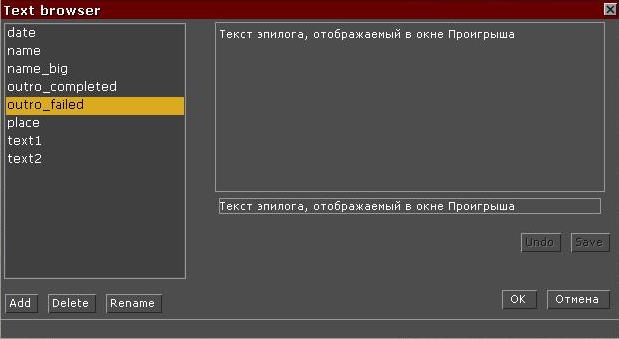 Text browser
date
name
name_big
outro_completed
outro_failed
place
text1
text2
Текст эпилога, отображаемый в окне Проигрыша
Текст эпилога, отображаемый в окне Проигрыша
Undo Save
Add Delete Rename
OK Отмена